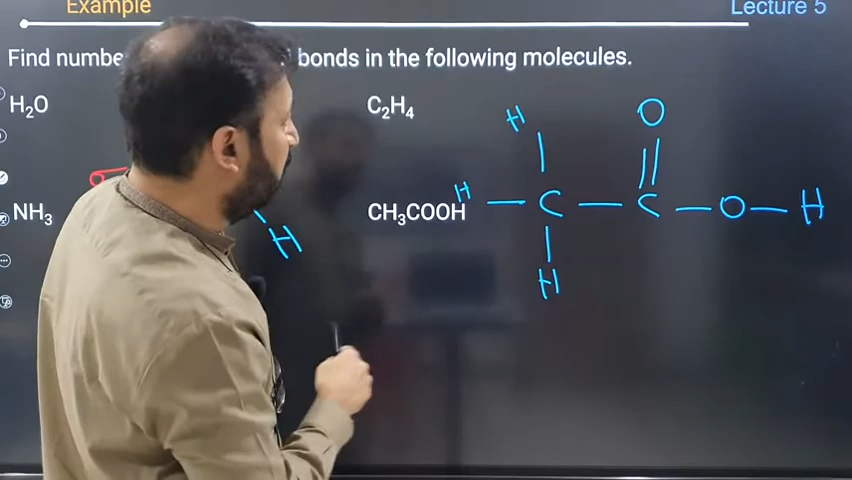 Example
Lecture 5
Find numbe bonds in the following molecules.
H₂O
C₂H₄
NH₃
CH₃COOH
H
H O
H C C O H
H